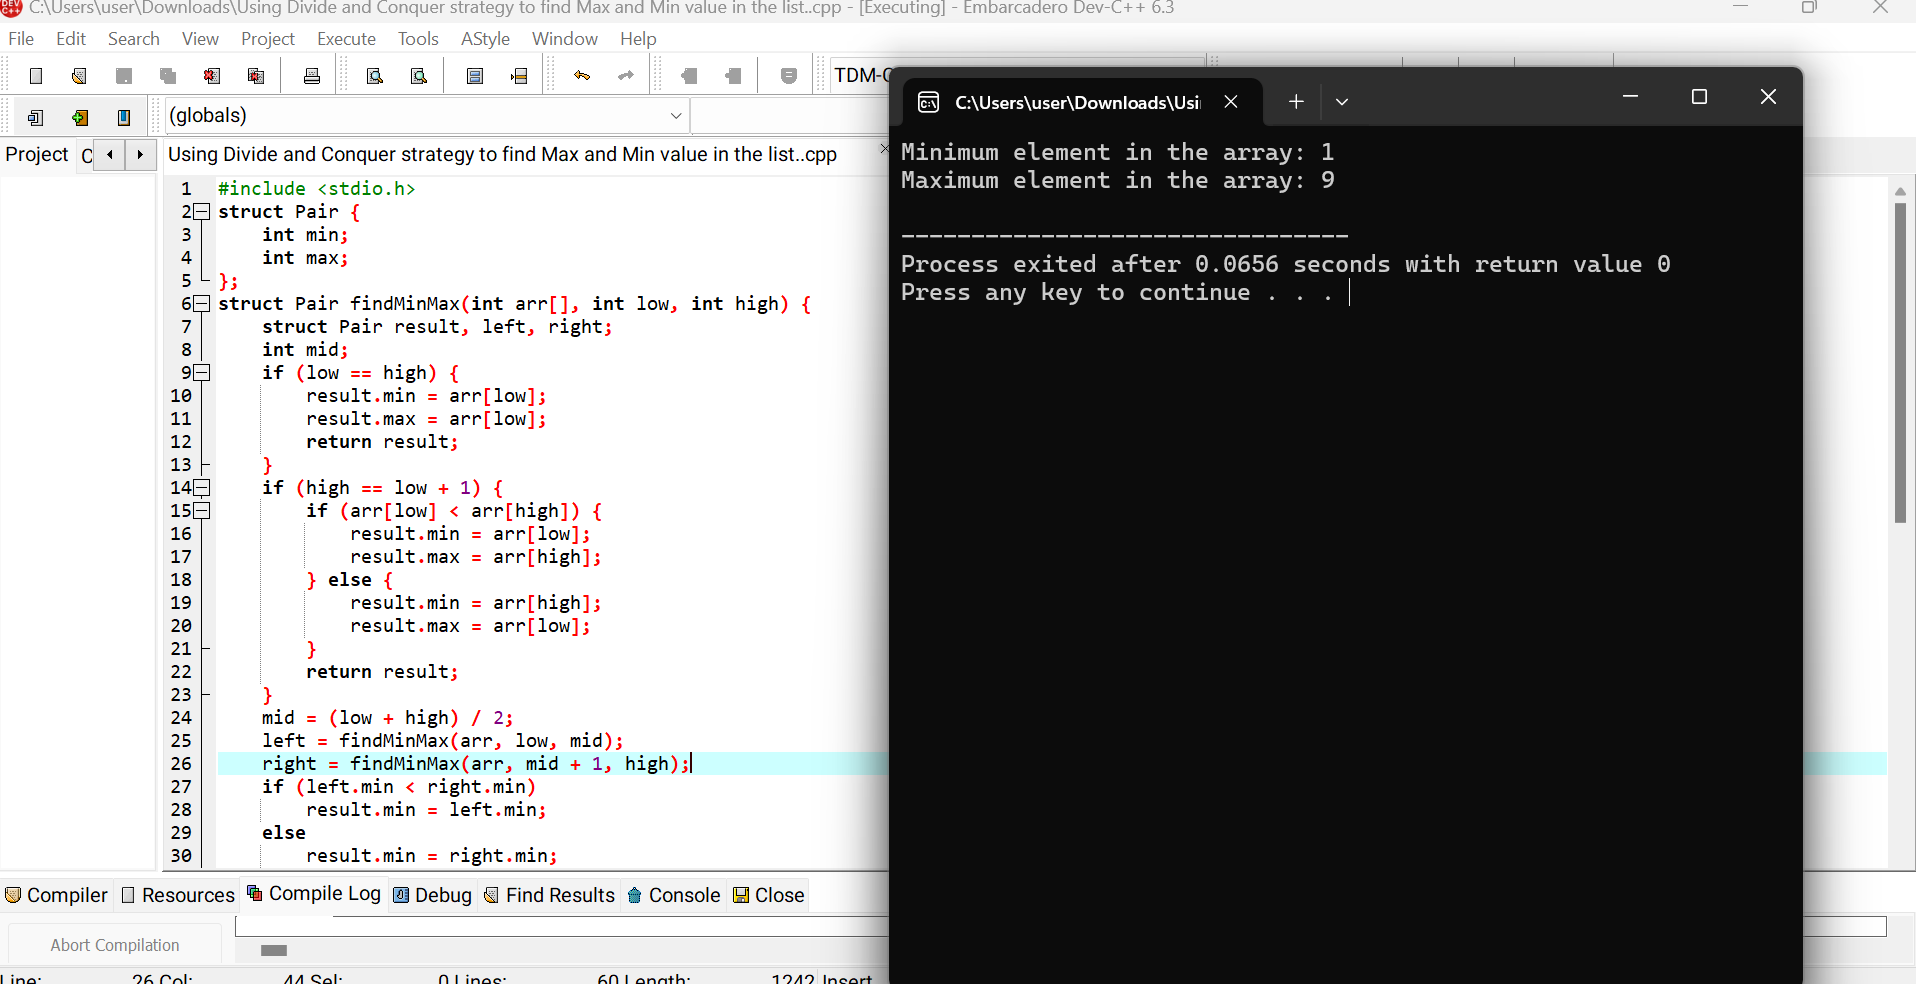 C:\Users\user\Downloads\Using Divide and Conquer strategy to find Max and Min value in the list..cpp - [Executing] - Embarcadero Dev-C++ 6.3
File Edit Search View Project Execute Tools AStyle Window Help
TDM-
(globals)
Project
Using Divide and Conquer strategy to find Max and Min value in the list..cpp
1 #include <stdio.h>
2 struct Pair {
3     int min;
4     int max;
5 };
6 struct Pair findMinMax(int arr[], int low, int high) {
7     struct Pair result, left, right;
8     int mid;
9     if (low == high) {
10         result.min = arr[low];
11         result.max = arr[low];
12         return result;
13     }
14     if (high == low + 1) {
15         if (arr[low] < arr[high]) {
16             result.min = arr[low];
17             result.max = arr[high];
18         } else {
19             result.min = arr[high];
20             result.max = arr[low];
21         }
22         return result;
23     }
24     mid = (low + high) / 2;
25     left = findMinMax(arr, low, mid);
26     right = findMinMax(arr, mid + 1, high);
27     if (left.min < right.min)
28         result.min = left.min;
29     else
30         result.min = right.min;
Compiler Resources Compile Log Debug Find Results Console Close
Abort Compilation
Line: 26 Col: 44 Sel: 0 Lines: 60 Length: 1242 Insert
C:\Users\user\Downloads\Usi
Minimum element in the array: 1
Maximum element in the array: 9
--------------------------------
Process exited after 0.0656 seconds with return value 0
Press any key to continue . . .